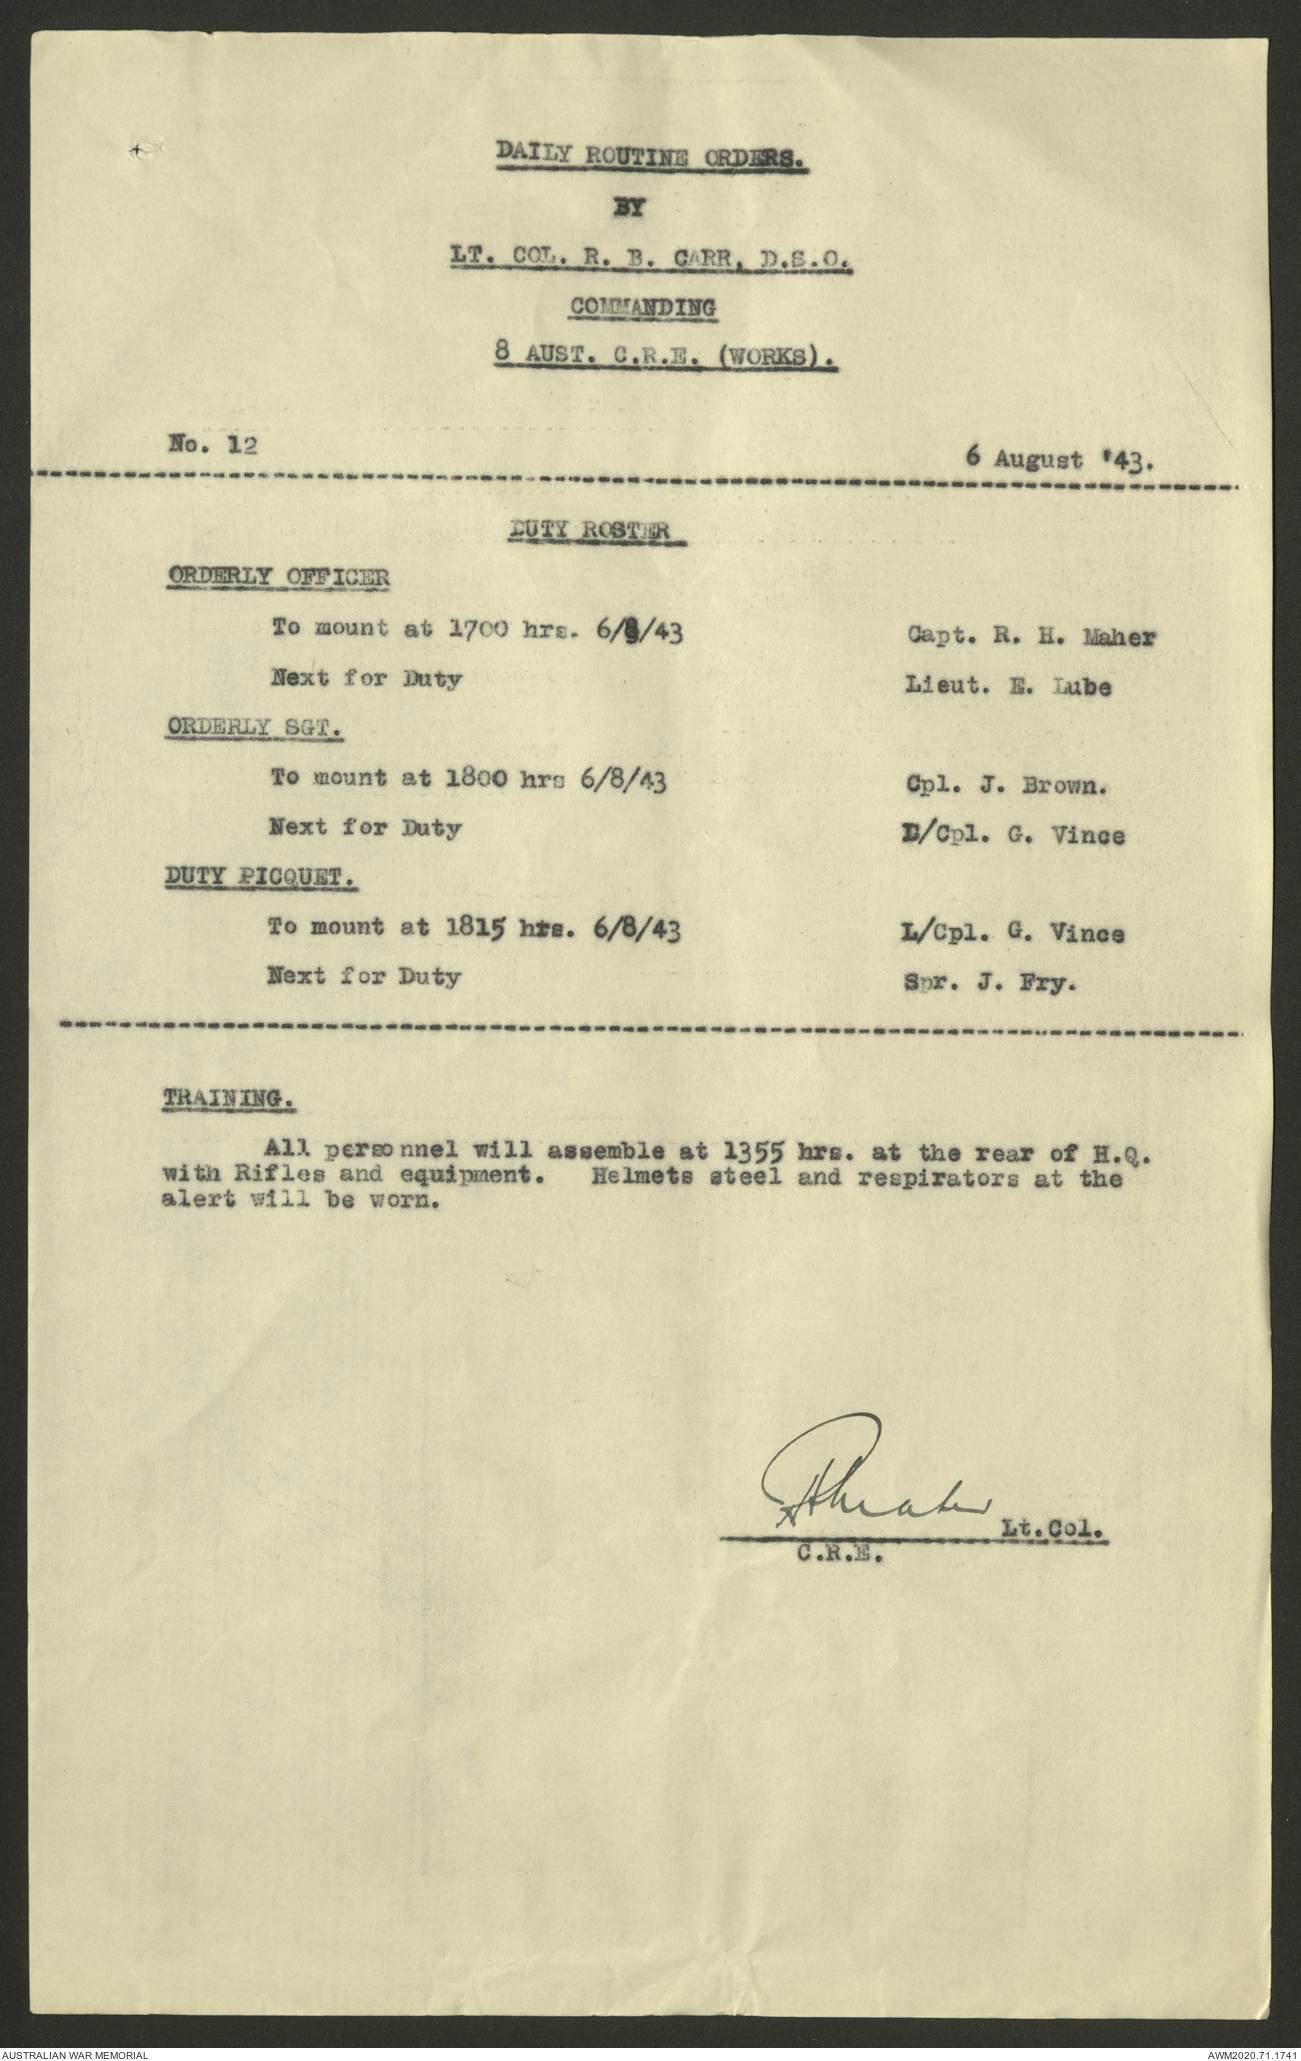 DAILY ROUTINE ORDERS.
BY
LT. COL. R. B. CARR, D.S.O.
COMMANDING
8 AUST. C.R.E. (WORKS).
No. 12
6 August '43.
DUTY ROSTER
ORDERLY OFFICER
To mount at 1700 hrs. 6/8/43 Capt. R. H. Maher
Next for Duty Lieut. E. Lube
ORDERLY SGT.
To mount at 1800 hrs 6/8/43 Cpl. J. Brown.
Next for Duty L/Cpl. G. Vince
DUTY PICQUET.
To mount at 1815 hrs. 6/8/43 L/Cpl. G. Vince
Next for Duty Spr. J. Fry.
TRAINING.
All personnel will assemble at 1355 hrs. at the rear of H.Q.
with Rifles and equipment. Helmets steel and respirators at the
alert will be worn.
Lt.Col.
C.R.E.
AUSTRALIAN WAR MEMORIAL AWM2020.71.1741